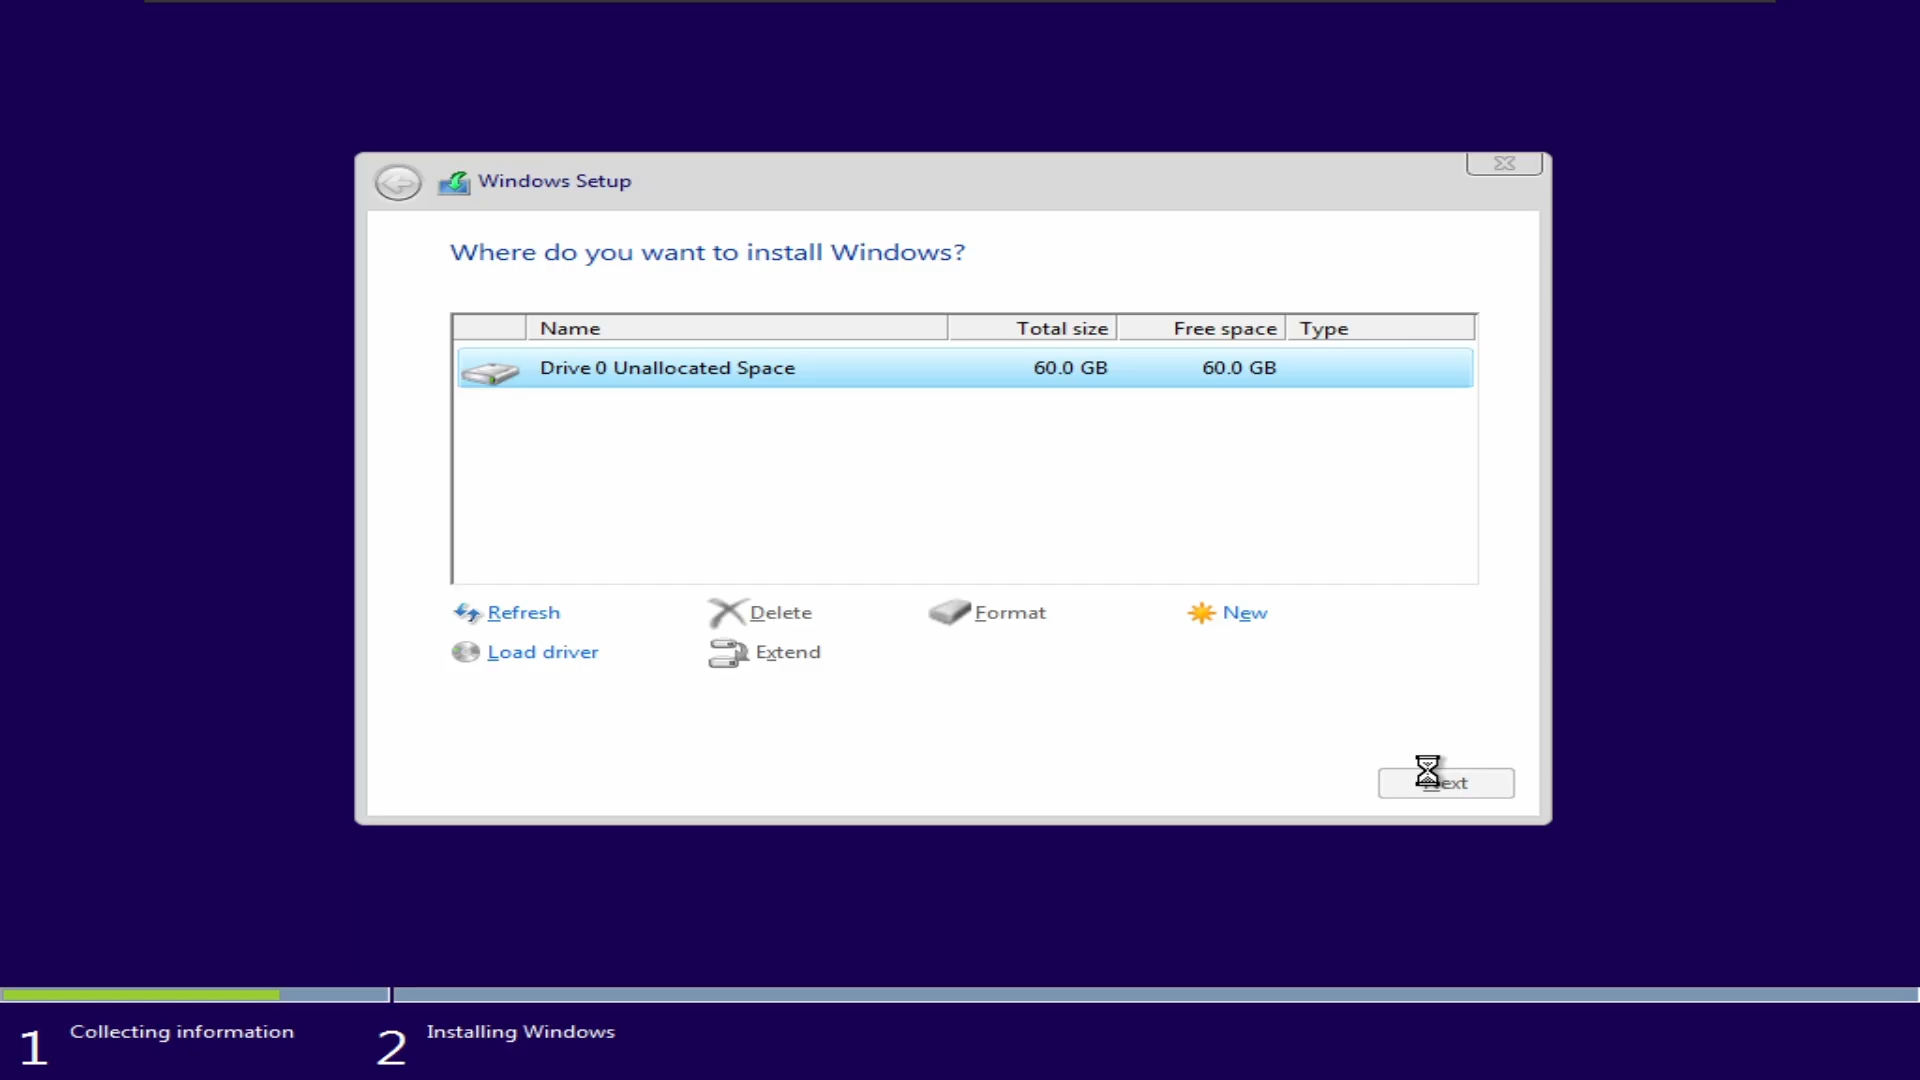 Windows Setup
Where do you want to install Windows?
Name Total size Free space Type
Drive 0 Unallocated Space 60.0 GB 60.0 GB
Refresh Delete Format New
Load driver Extend
ext
1 Collecting information 2 Installing Windows